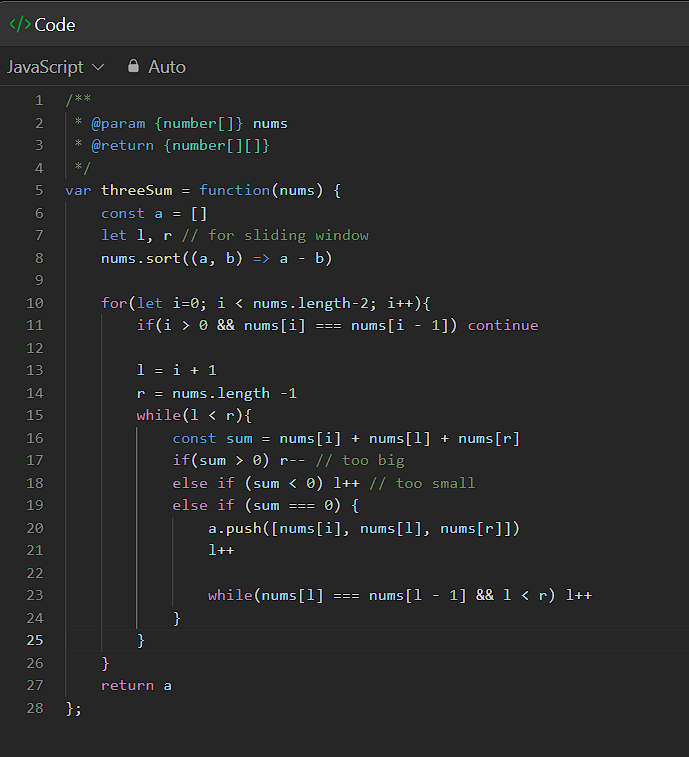 </> Code
JavaScript Auto
1 /**
2  * @param {number[]} nums
3  * @return {number[][]}
4  */
5 var threeSum = function(nums) {
6     const a = []
7     let l, r // for sliding window
8     nums.sort((a, b) => a - b)
9
10     for(let i=0; i < nums.length-2; i++){
11         if(i > 0 && nums[i] === nums[i - 1]) continue
12
13         l = i + 1
14         r = nums.length -1
15         while(l < r){
16             const sum = nums[i] + nums[l] + nums[r]
17             if(sum > 0) r-- // too big
18             else if (sum < 0) l++ // too small
19             else if (sum === 0) {
20                 a.push([nums[i], nums[l], nums[r]])
21                 l++
22
23                 while(nums[l] === nums[l - 1] && l < r) l++
24             }
25         }
26     }
27     return a
28 };